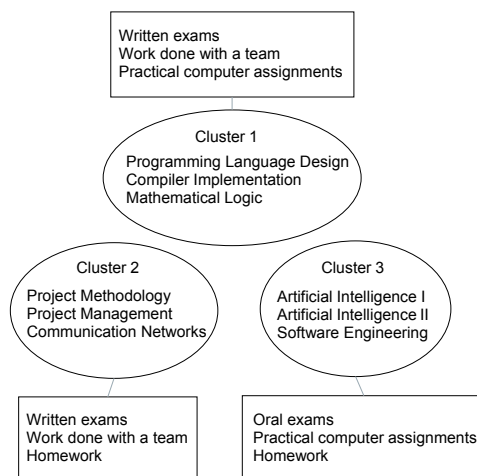 Written exams
Work done with a team
Practical computer assignments
Cluster 1
Programming Language Design
Compiler Implementation
Mathematical Logic
Cluster 2
Project Methodology
Project Management
Communication Networks
Cluster 3
Artificial Intelligence I
Artificial Intelligence II
Software Engineering
Written exams
Work done with a team
Homework
Oral exams
Practical computer assignments
Homework